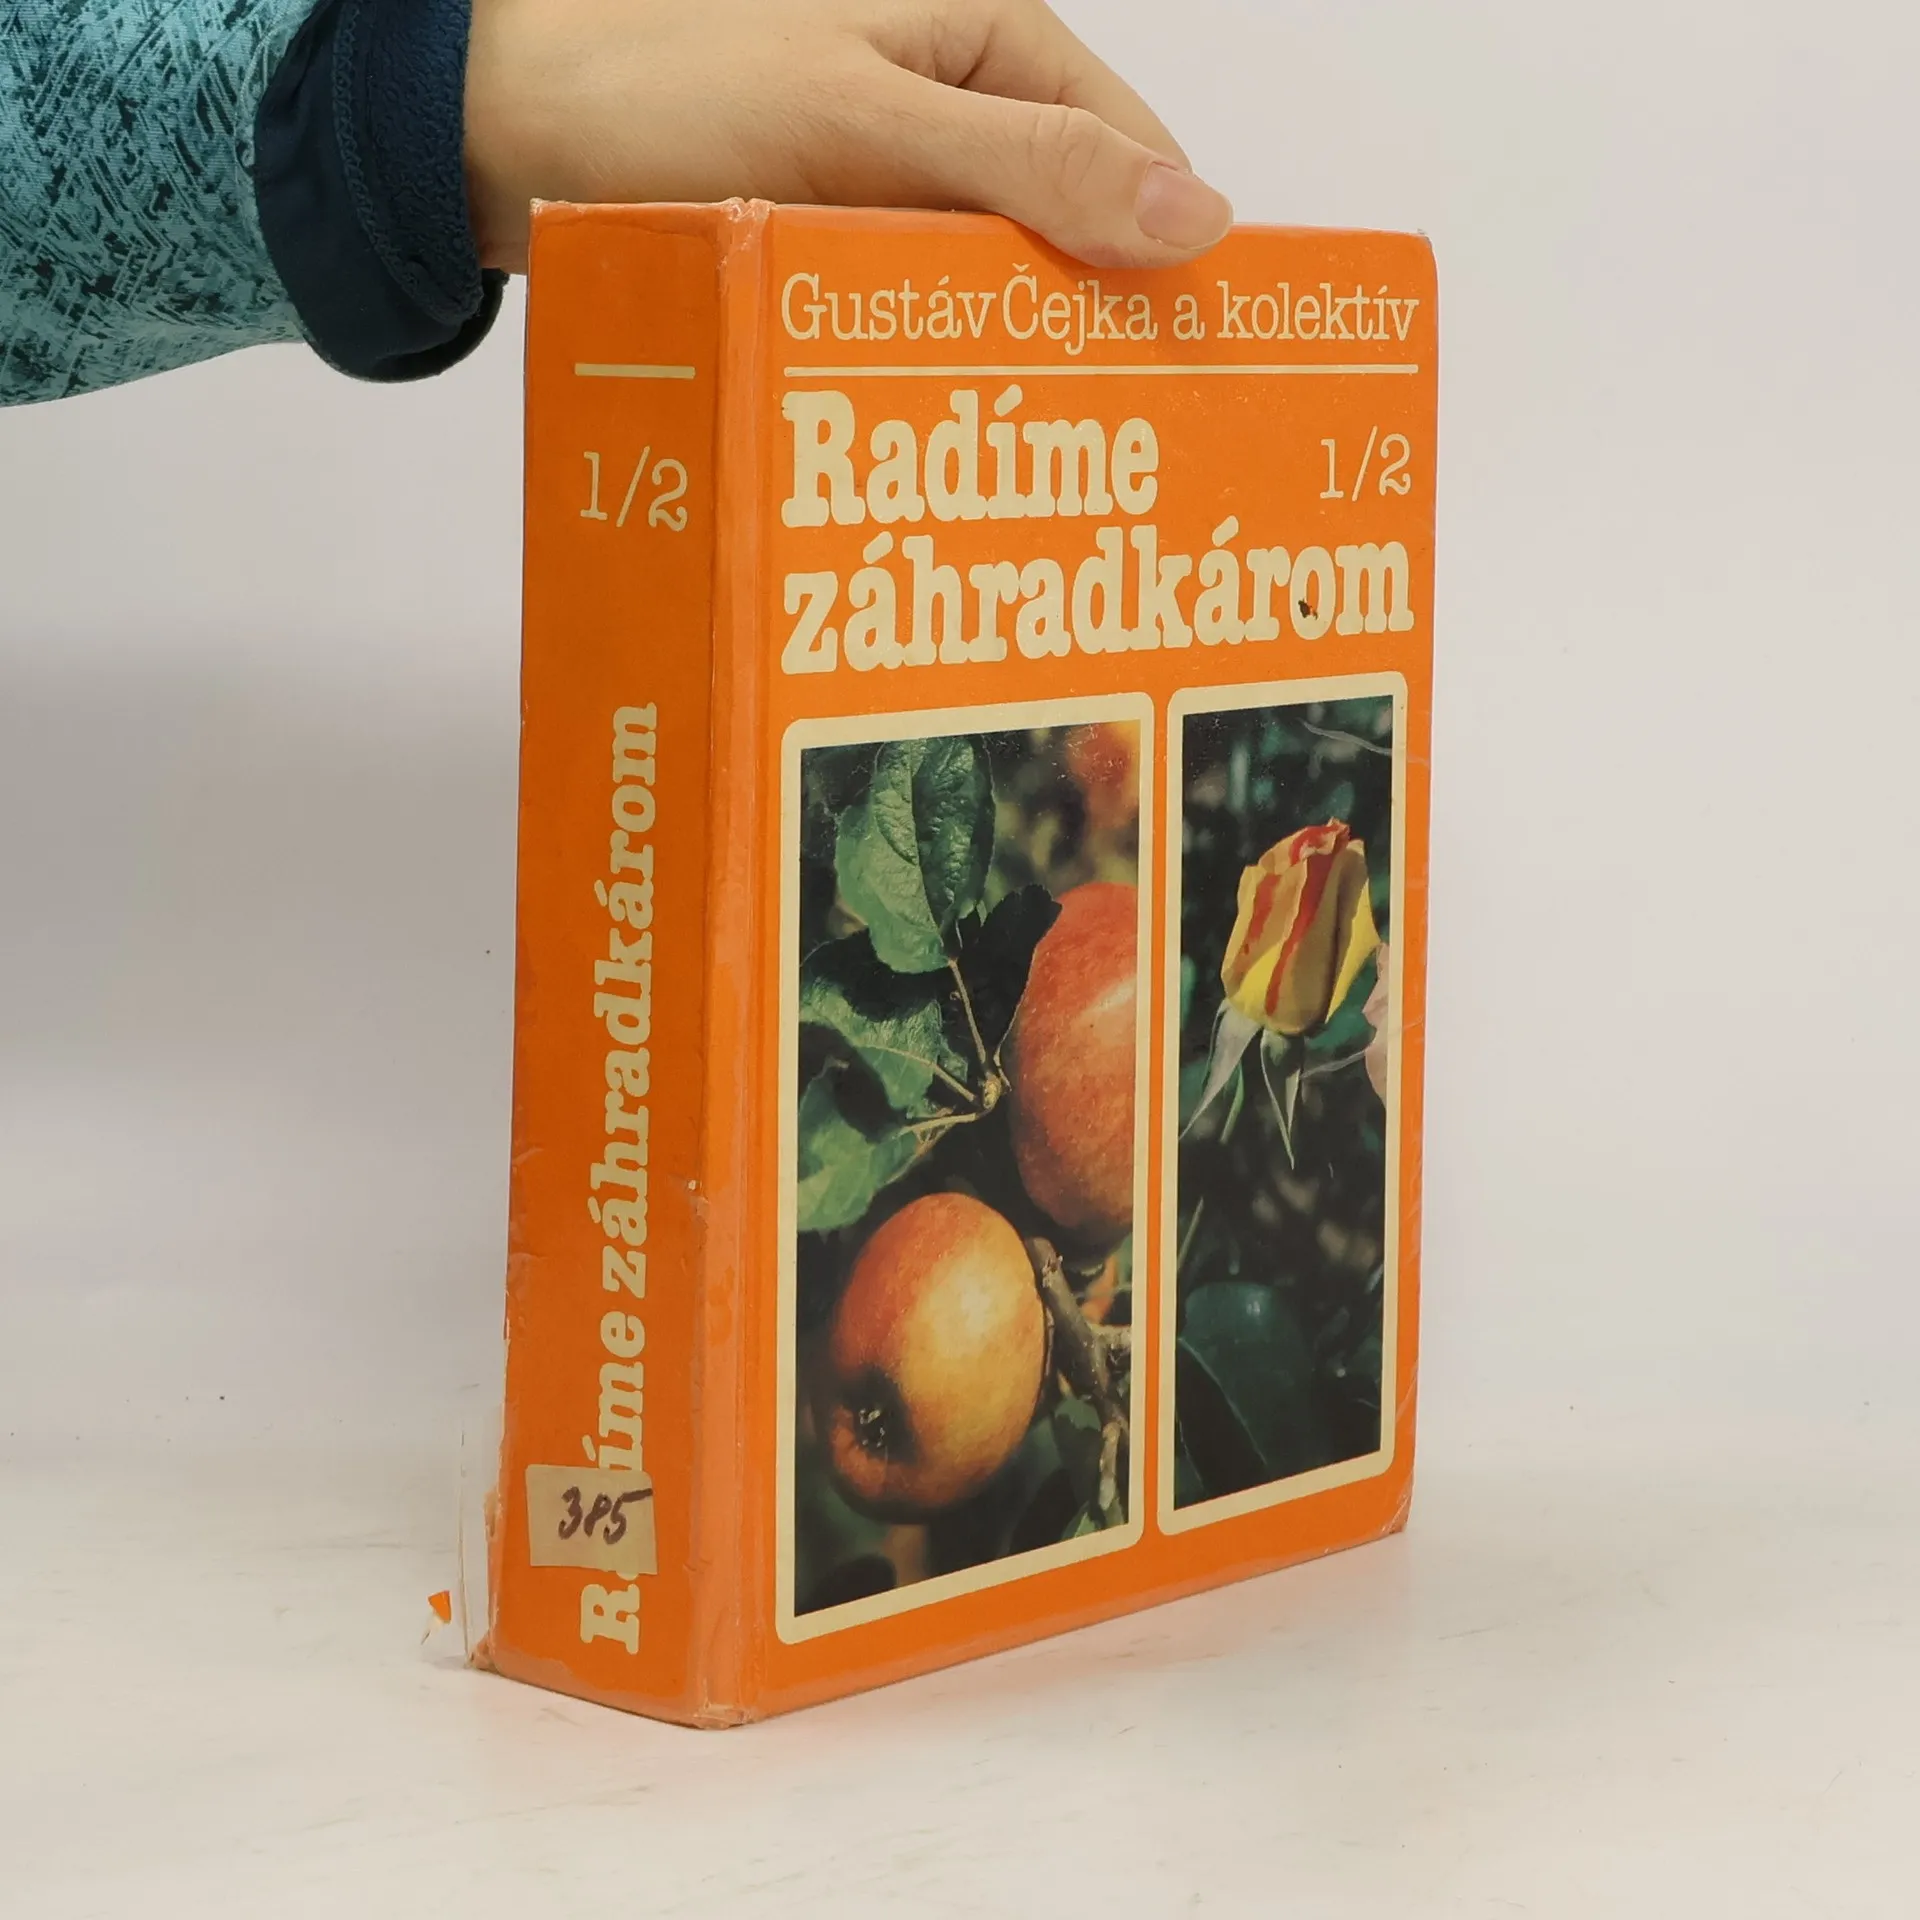 Gustáv Čejka a kolektív
Radíme
1/2
záhradkárom
1/2
Radíme záhradkárom
385